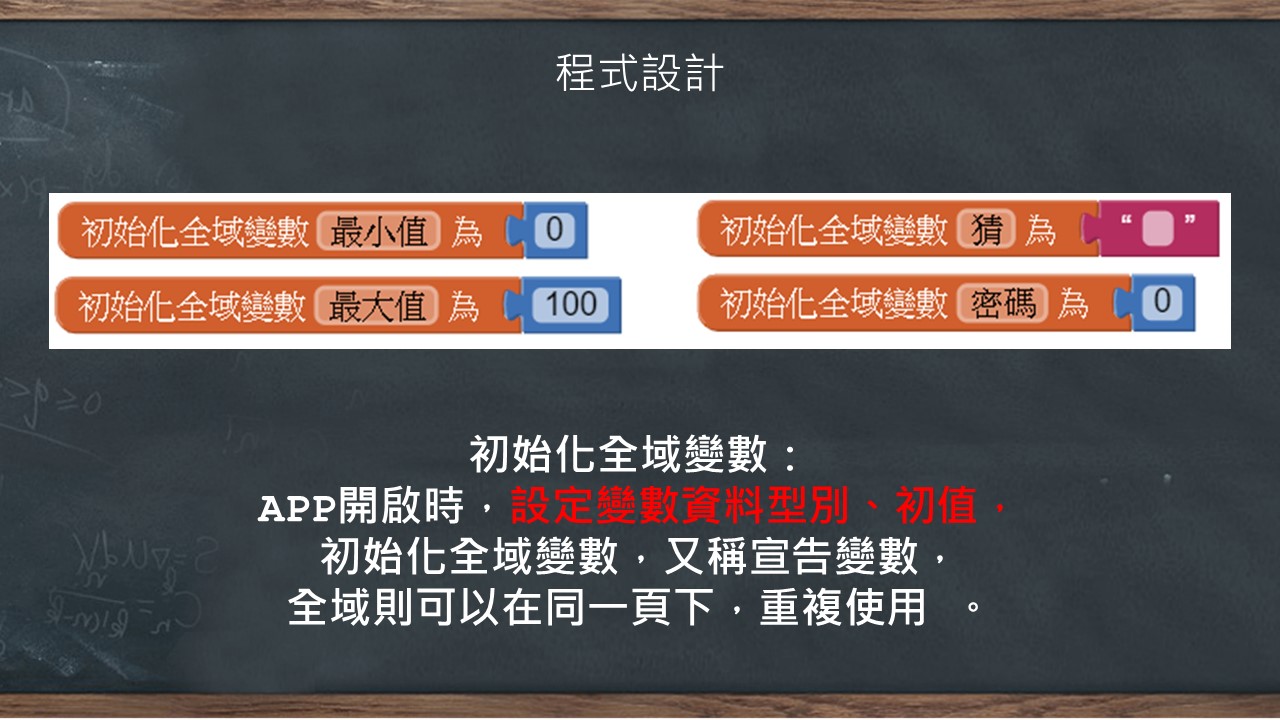 程式設計
初始化全域變數 最小值 為 0
初始化全域變數 猜 為 “ ”
初始化全域變數 最大值 為 100
初始化全域變數 密碼 為 0
初始化全域變數：
APP開啟時，設定變數資料型別、初值，
初始化全域變數，又稱宣告變數，
全域則可以在同一頁下，重複使用 。